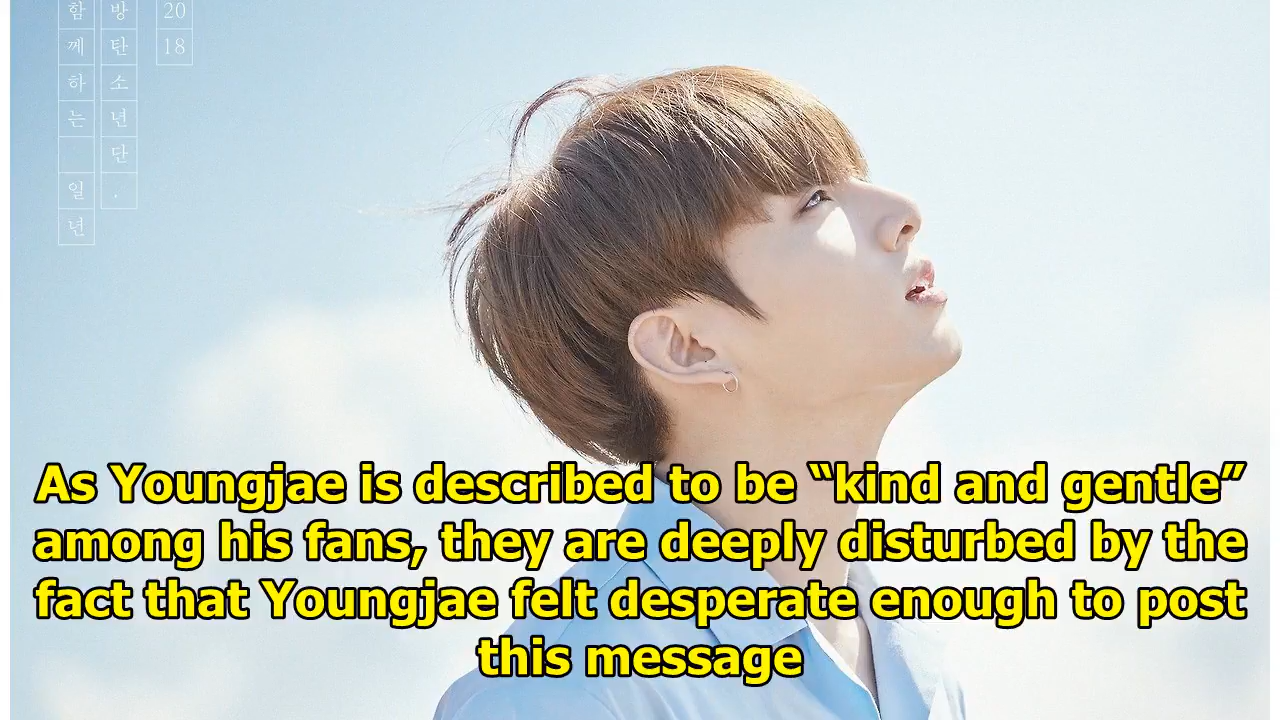 2018
방탄소년단.
함께하는 일년
As Youngjae is described to be “kind and gentle”
among his fans, they are deeply disturbed by the
fact that Youngjae felt desperate enough to post
this message